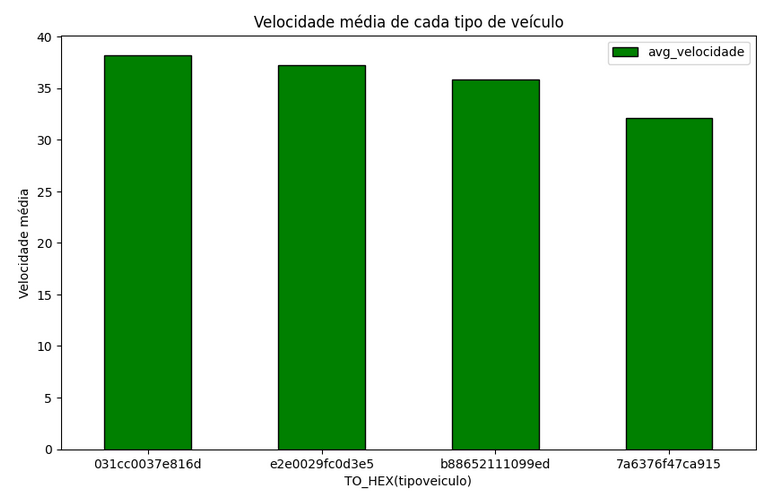 Velocidade média de cada tipo de veículo
avg_velocidade
40
35
30
25
20
15
10
5
0
Velocidade média
031cc0037e816d
e2e0029fc0d3e5
b88652111099ed
7a6376f47ca915
TO_HEX(tipoveiculo)